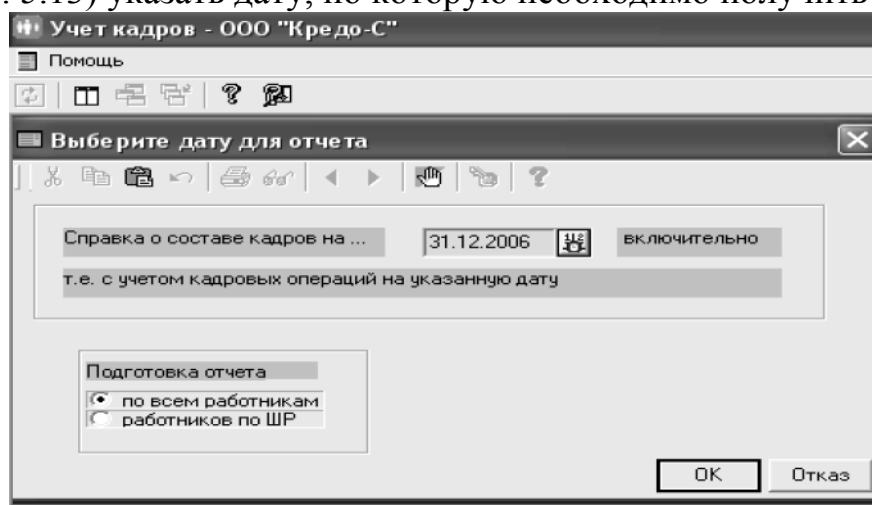 . 3.13) указать дату, по которую необходимо получить
Учет кадров - ООО "Кредо-С"
Помощь
Выберите дату для отчета
Справка о составе кадров на ... 31.12.2006 включительно
т.е. с учетом кадровых операций на указанную дату
Подготовка отчета
по всем работникам
работников по ШР
OK Отказ